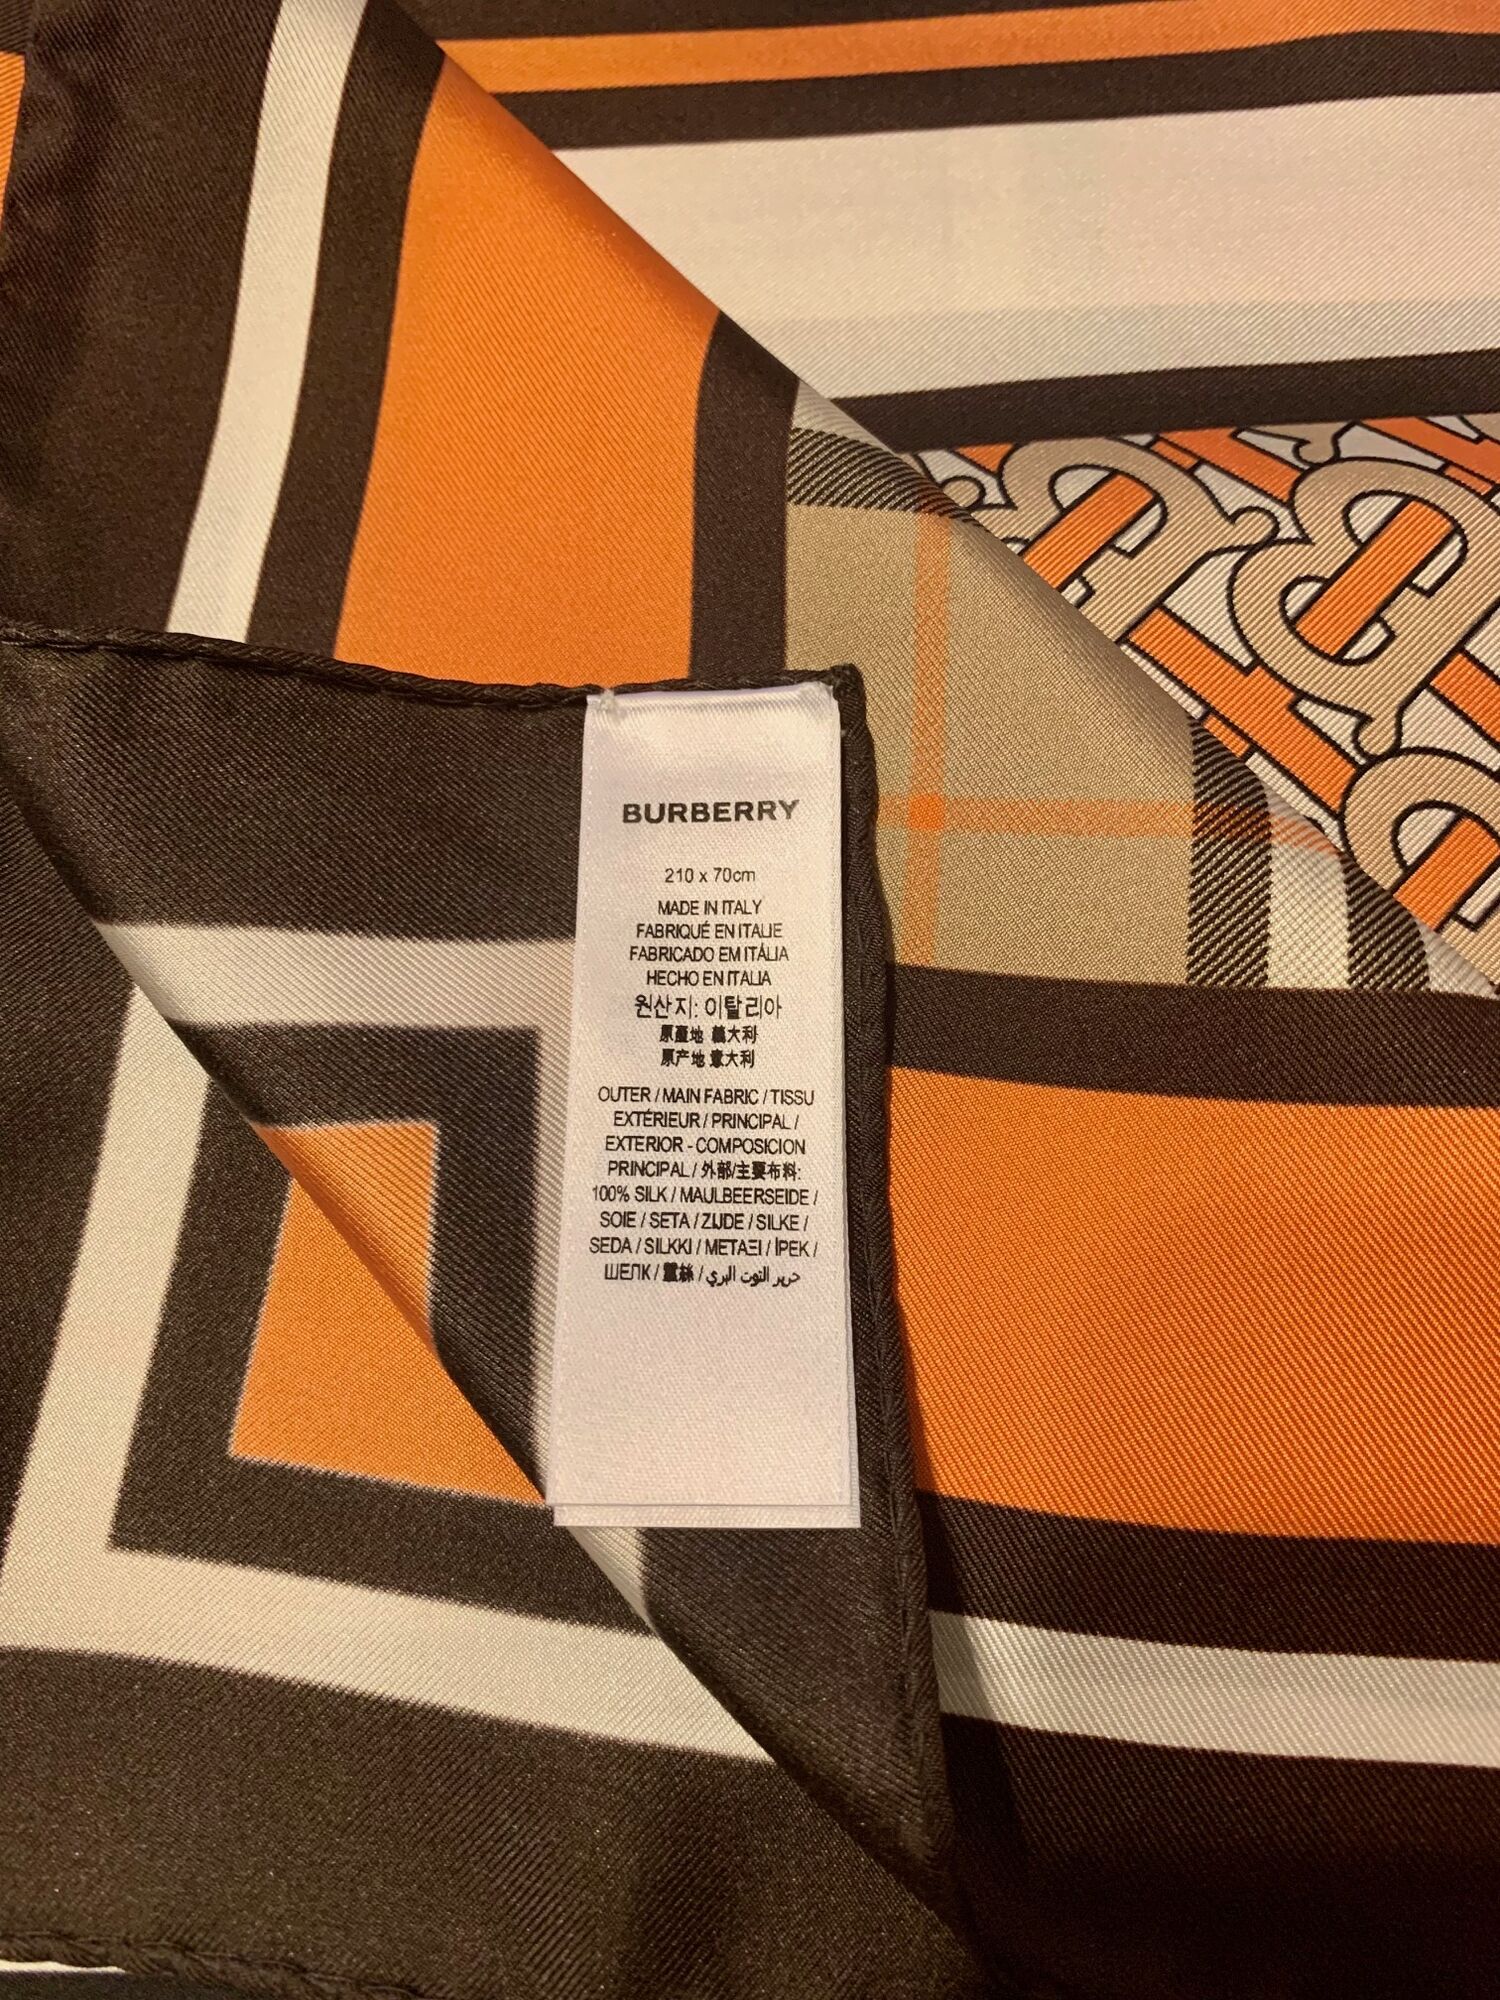 BURBERRY
210 x 70cm
MADE IN ITALY
FABRIQUÉ EN ITALIE
FABRICADO EM ITÁLIA
HECHO EN ITALIA
원산지: 이탈리아
原產地 義大利
原产地 意大利
OUTER / MAIN FABRIC / TISSU
EXTÉRIEUR / PRINCIPAL /
EXTERIOR - COMPOSICION
PRINCIPAL / 外部/主要布料:
100% SILK / MAULBEERSEIDE /
SOIE / SETA / ZIJDE / SILKE /
SEDA / SILKKI / ΜΕΤΑΞΙ / İPEK /
ШЕЛК / 蠶絲 / حرير التوت البري